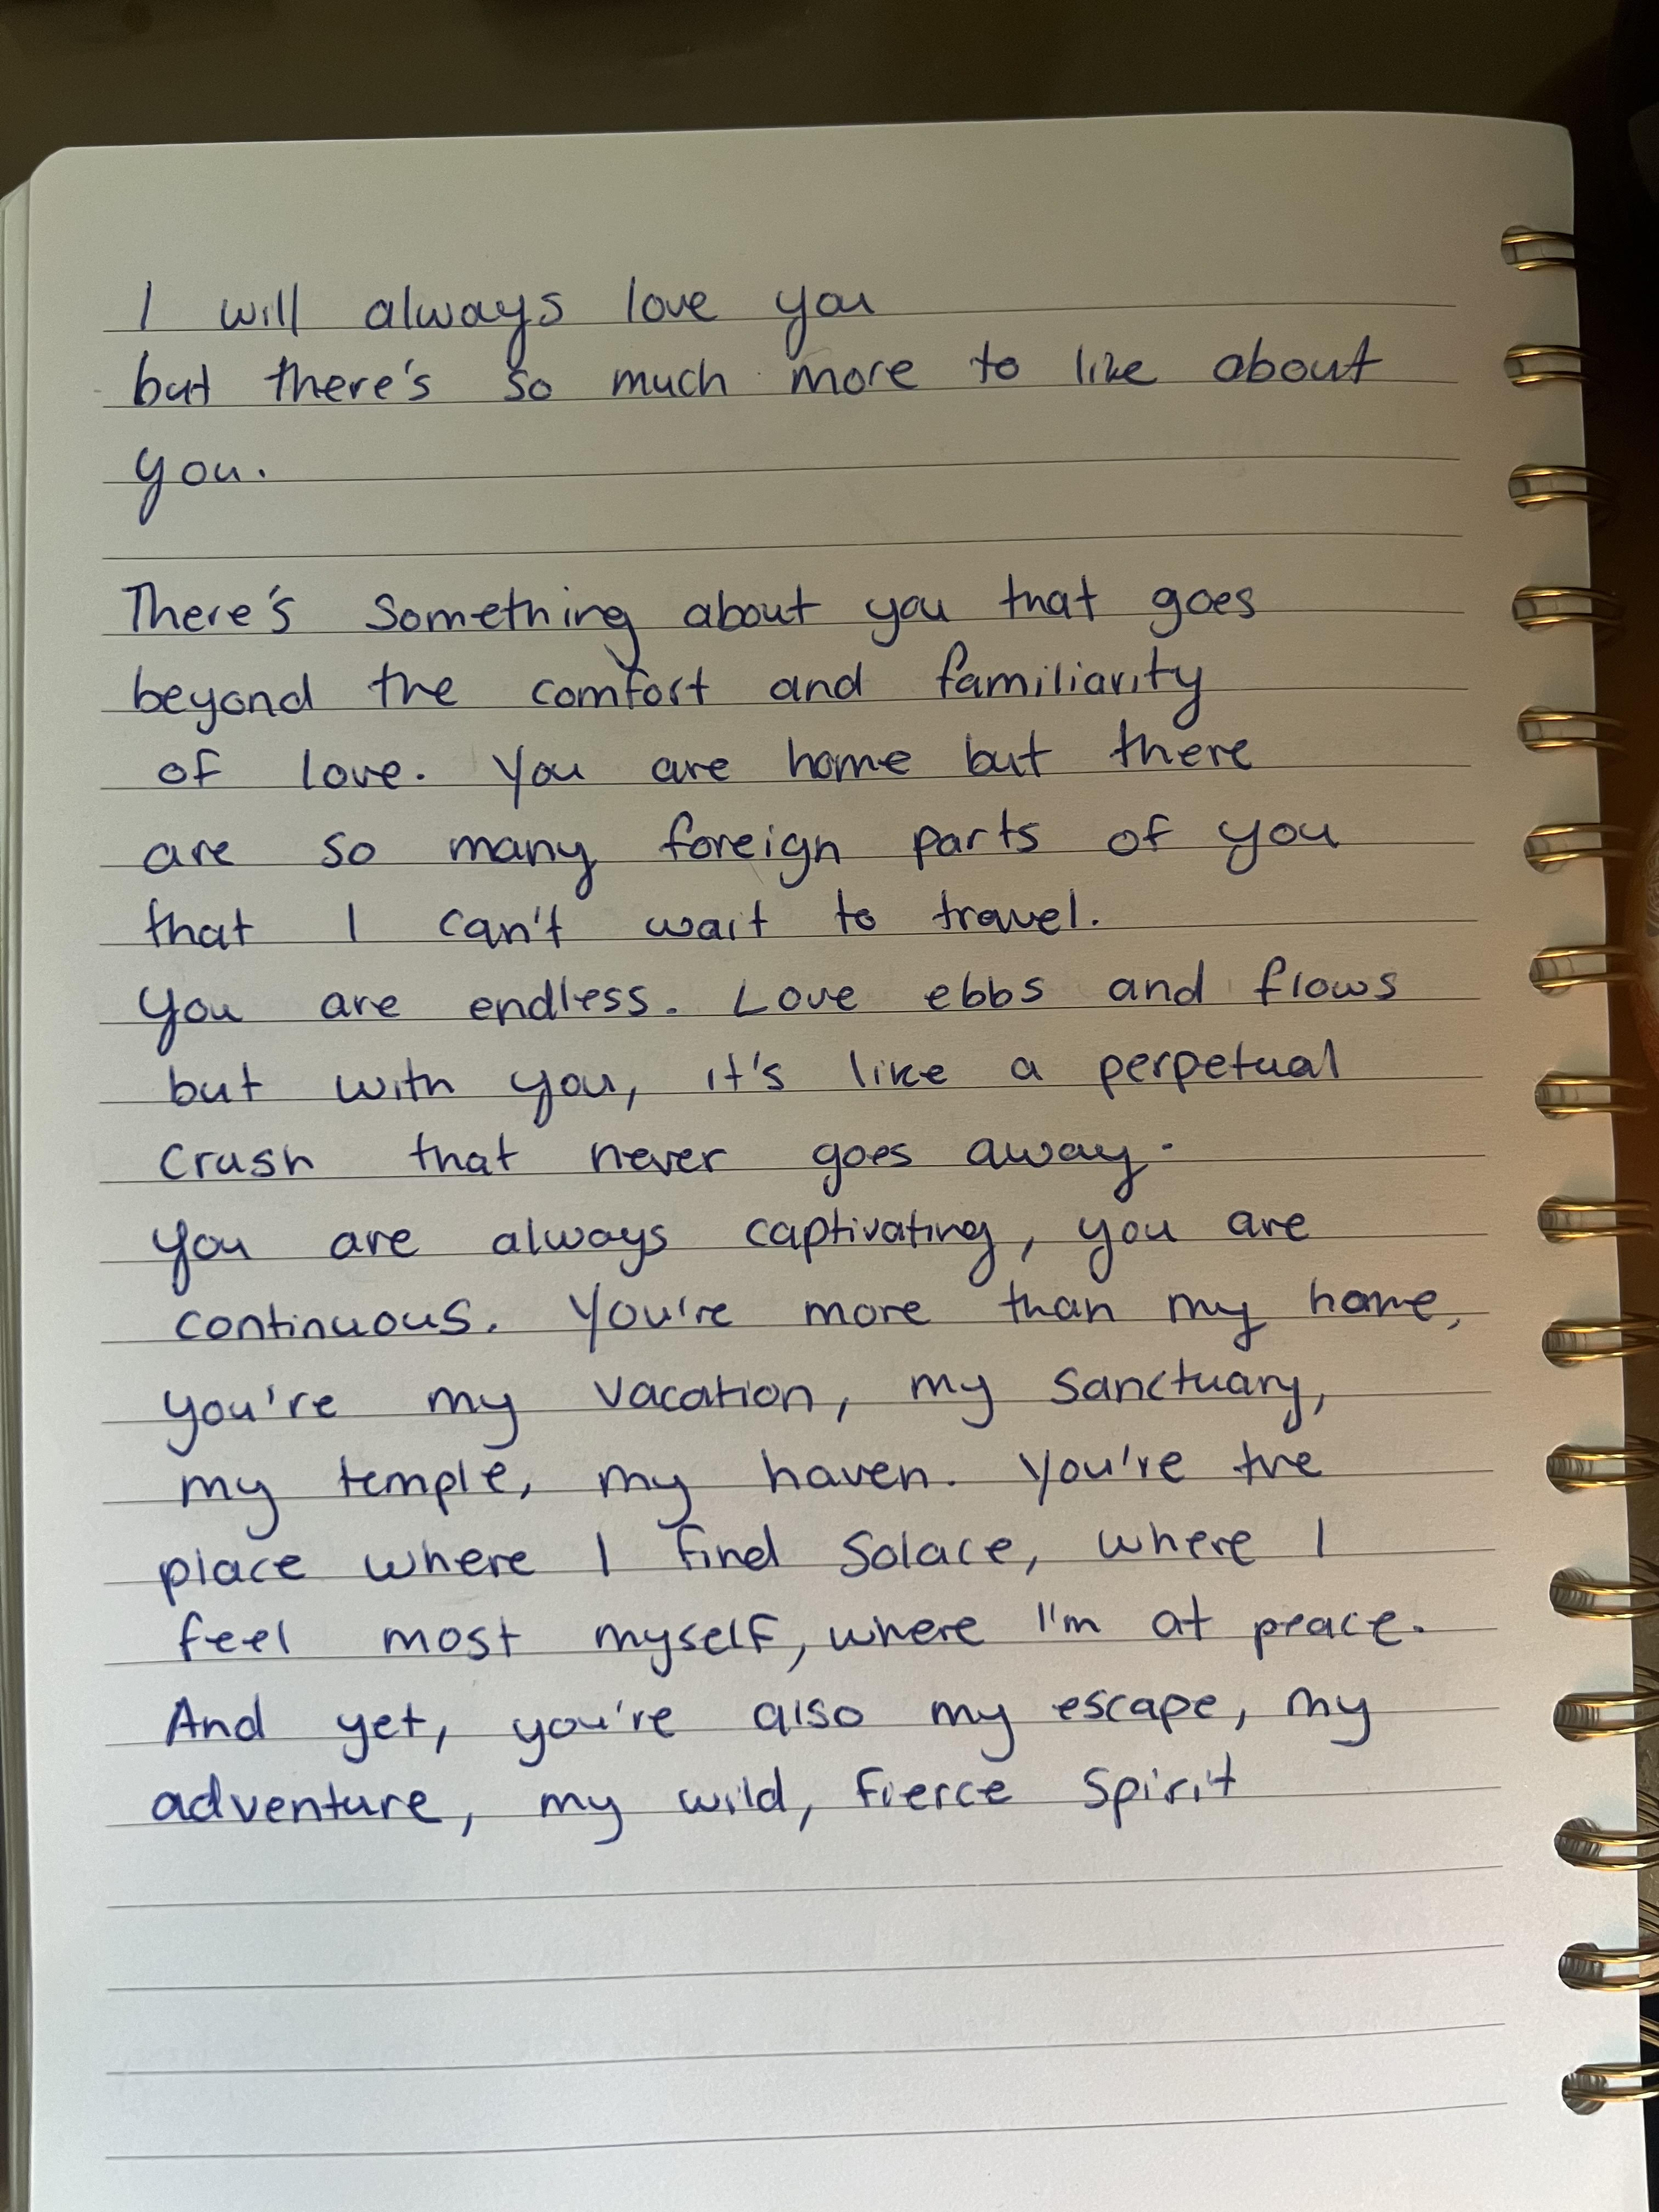 I will always love you
but there's so much more to like about
you.
There's something about you that goes
beyond the comfort and familiarity
of love. You are home but there
are so many foreign parts of you
that I can't wait to travel.
You are endless. Love ebbs and flows
but with you, it's like a perpetual
crush that never goes away.
You are always captivating, you are
continuous. You're more than my home,
you're my vacation, my sanctuary,
my temple, my haven. You're the
place where I find solace, where I
feel most myself, where I'm at peace.
And yet, you're also my escape, my
adventure, my wild, fierce spirit